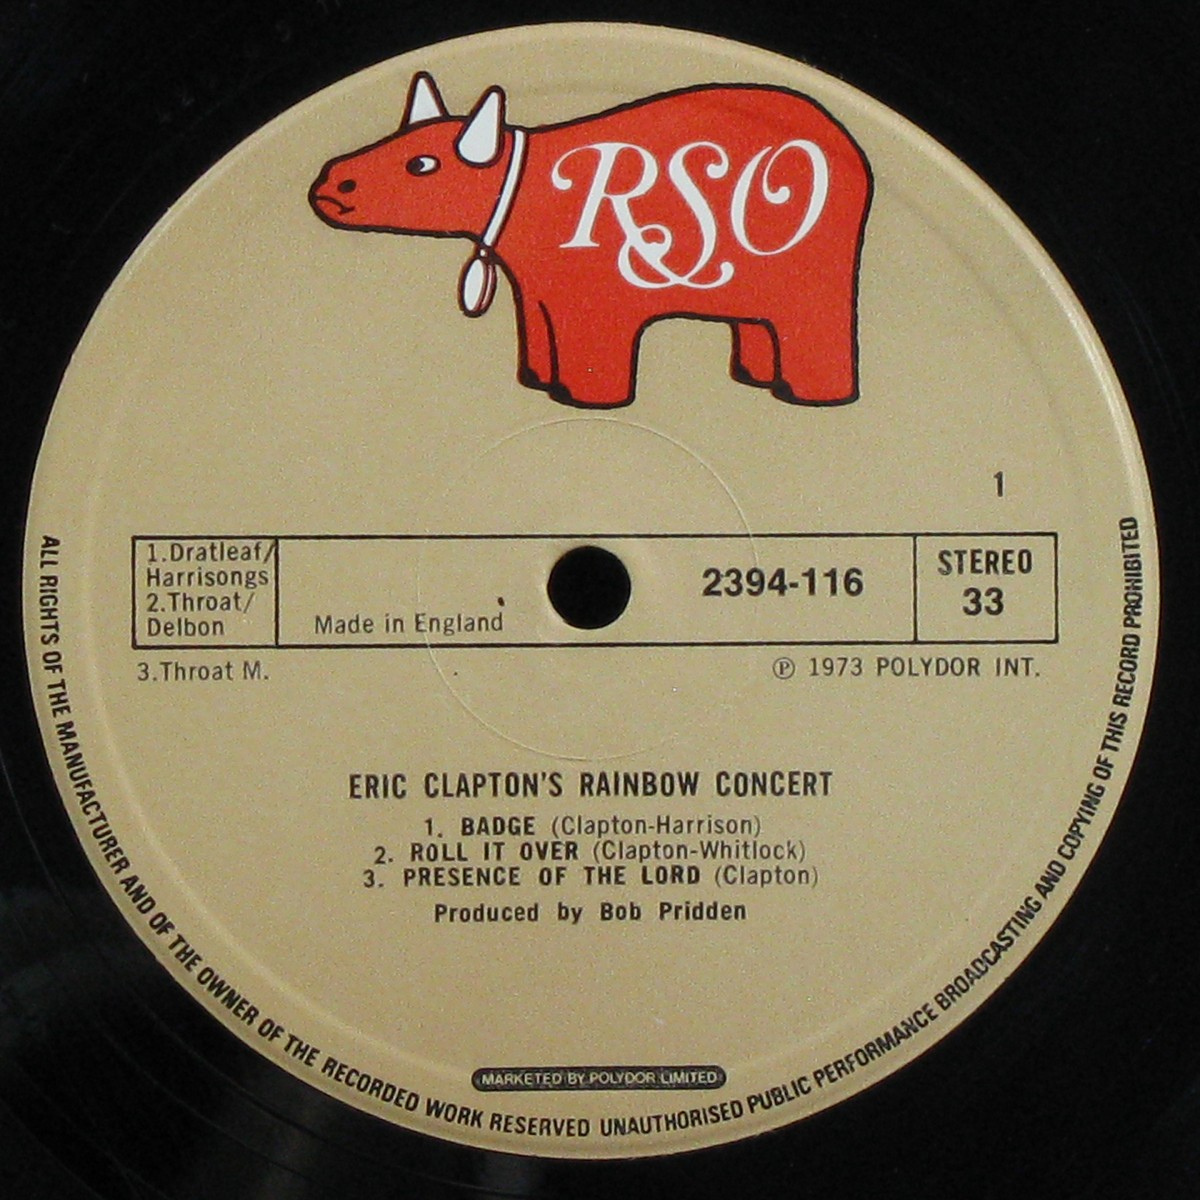 RSO
1
1.Dratleaf/
Harrisongs
2.Throat/
Delbon
3.Throat M.
Made in England
2394-116
STEREO
33
℗ 1973 POLYDOR INT.
ERIC CLAPTON'S RAINBOW CONCERT
1. BADGE (Clapton-Harrison)
2. ROLL IT OVER (Clapton-Whitlock)
3. PRESENCE OF THE LORD (Clapton)
Produced by Bob Pridden
MARKETED BY POLYDOR LIMITED
ALL RIGHTS OF THE MANUFACTURER AND OF THE OWNER OF THE RECORDED WORK RESERVED UNAUTHORISED PUBLIC PERFORMANCE BROADCASTING AND COPYING OF THIS RECORD PROHIBITED